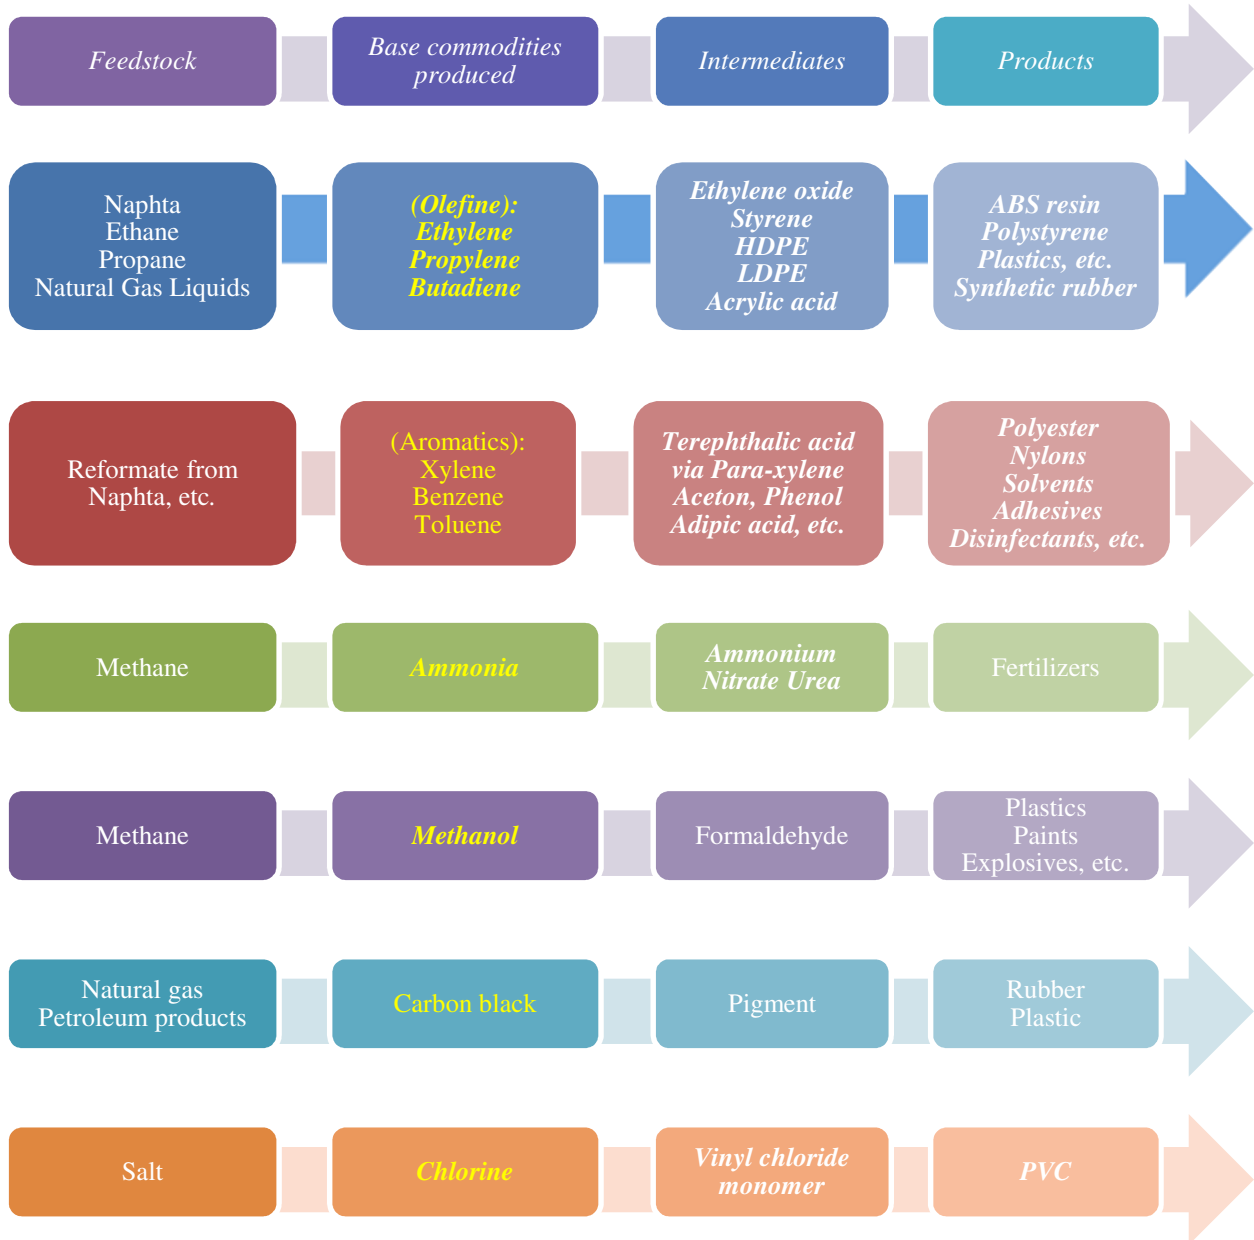 Feedstock
Base commodities
produced
Intermediates
Products
Naphta
Ethane
Propane
Natural Gas Liquids
(Olefine):
Ethylene
Propylene
Butadiene
Ethylene oxide
Styrene
HDPE
LDPE
Acrylic acid
ABS resin
Polystyrene
Plastics, etc.
Synthetic rubber
Reformate from
Naphta, etc.
(Aromatics):
Xylene
Benzene
Toluene
Terephthalic acid
via Para-xylene
Aceton, Phenol
Adipic acid, etc.
Polyester
Nylons
Solvents
Adhesives
Disinfectants, etc.
Methane
Ammonia
Ammonium
Nitrate Urea
Fertilizers
Methane
Methanol
Formaldehyde
Plastics
Paints
Explosives, etc.
Natural gas
Petroleum products
Carbon black
Pigment
Rubber
Plastic
Salt
Chlorine
Vinyl chloride
monomer
PVC